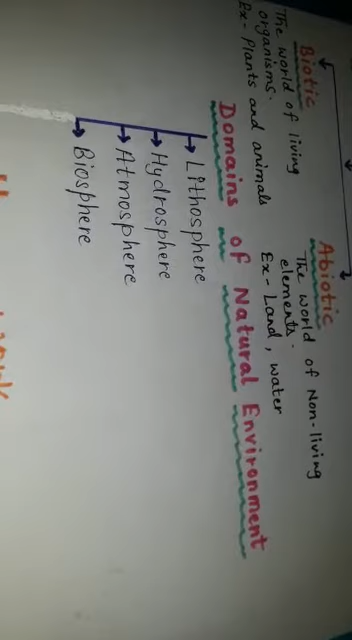 Biotic
The world of living
organisms.
Ex- Plants and animals
Abiotic
The world of Non-living
elements.
Ex- Land, water
Domains of Natural Environment
Lithosphere
Hydrosphere
Atmosphere
Biosphere